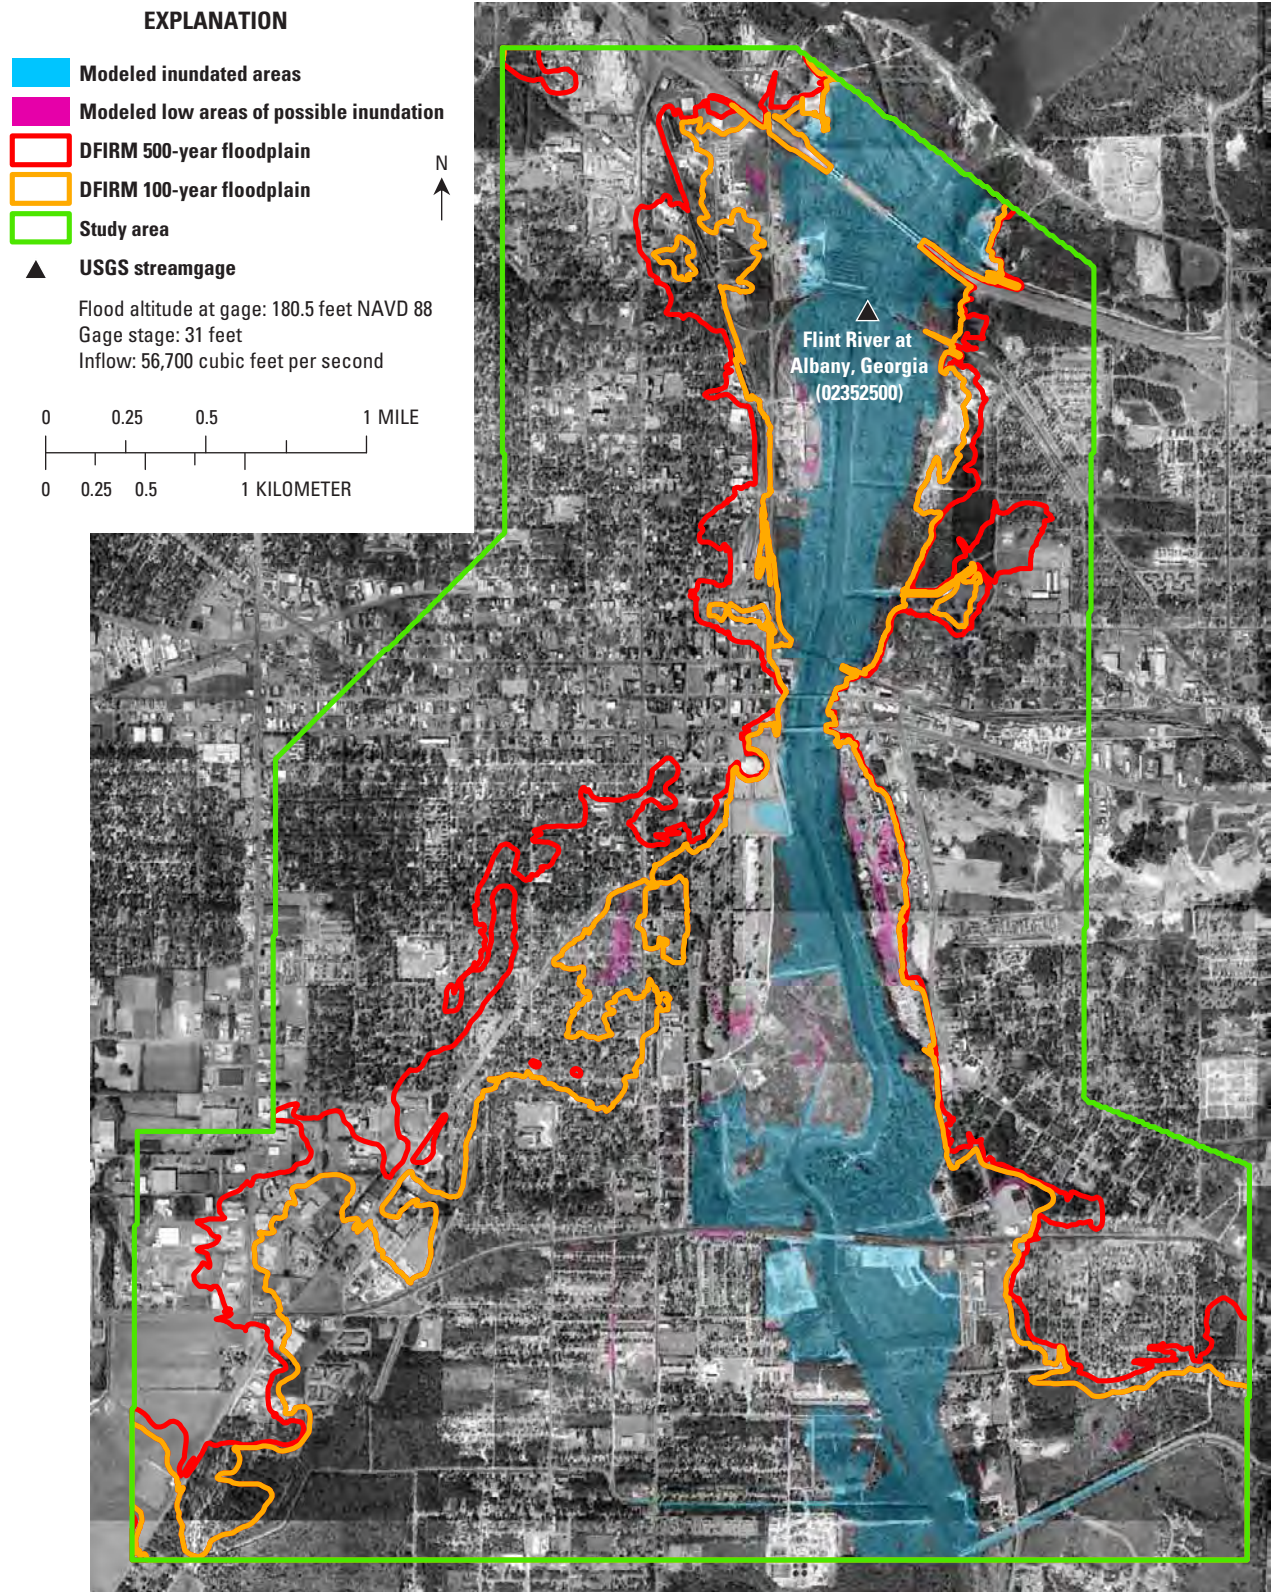 EXPLANATION
Modeled inundated areas
Modeled low areas of possible inundation
DFIRM 500-year floodplain
DFIRM 100-year floodplain
Study area
USGS streamgage
Flood altitude at gage: 180.5 feet NAVD 88
Gage stage: 31 feet
Inflow: 56,700 cubic feet per second
N
0 0.25 0.5 1 MILE
0 0.25 0.5 1 KILOMETER
Flint River at
Albany, Georgia
(02352500)